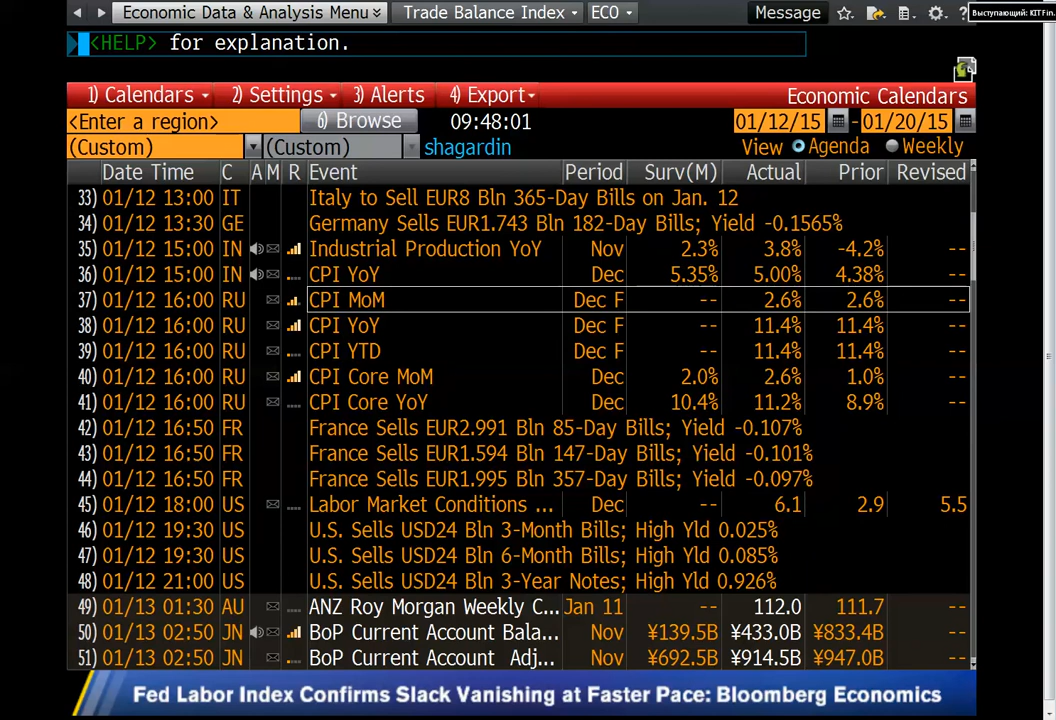 Economic Data & Analysis Menu Trade Balance Index ECO Message ?
Выступающий: KIT Fin.
<HELP> for explanation.
1) Calendars 2) Settings 3) Alerts 4) Export Economic Calendars
<Enter a region> 6) Browse 09:48:01 01/12/15 - 01/20/15
(Custom) (Custom) shagardin View Agenda Weekly
Date Time C A M R Event Period Surv(M) Actual Prior Revised
33) 01/12 13:00 IT Italy to Sell EUR8 Bln 365-Day Bills on Jan. 12
34) 01/12 13:30 GE Germany Sells EUR1.743 Bln 182-Day Bills; Yield -0.1565%
35) 01/12 15:00 IN Industrial Production YoY Nov 2.3% 3.8% -4.2% --
36) 01/12 15:00 IN CPI YoY Dec 5.35% 5.00% 4.38% --
37) 01/12 16:00 RU CPI MoM Dec F -- 2.6% 2.6% --
38) 01/12 16:00 RU CPI YoY Dec F -- 11.4% 11.4% --
39) 01/12 16:00 RU CPI YTD Dec F -- 11.4% 11.4% --
40) 01/12 16:00 RU CPI Core MoM Dec 2.0% 2.6% 1.0% --
41) 01/12 16:00 RU CPI Core YoY Dec 10.4% 11.2% 8.9% --
42) 01/12 16:50 FR France Sells EUR2.991 Bln 85-Day Bills; Yield -0.107%
43) 01/12 16:50 FR France Sells EUR1.594 Bln 147-Day Bills; Yield -0.101%
44) 01/12 16:50 FR France Sells EUR1.995 Bln 357-Day Bills; Yield -0.097%
45) 01/12 18:00 US Labor Market Conditions ... Dec -- 6.1 2.9 5.5
46) 01/12 19:30 US U.S. Sells USD24 Bln 3-Month Bills; High Yld 0.025%
47) 01/12 19:30 US U.S. Sells USD24 Bln 6-Month Bills; High Yld 0.085%
48) 01/12 21:00 US U.S. Sells USD24 Bln 3-Year Notes; High Yld 0.926%
49) 01/13 01:30 AU ANZ Roy Morgan Weekly C... Jan 11 -- 112.0 111.7 --
50) 01/13 02:50 JN BoP Current Account Bala... Nov ¥139.5B ¥433.0B ¥833.4B --
51) 01/13 02:50 JN BoP Current Account Adj... Nov ¥692.5B ¥914.5B ¥947.0B --
Fed Labor Index Confirms Slack Vanishing at Faster Pace: Bloomberg Economics